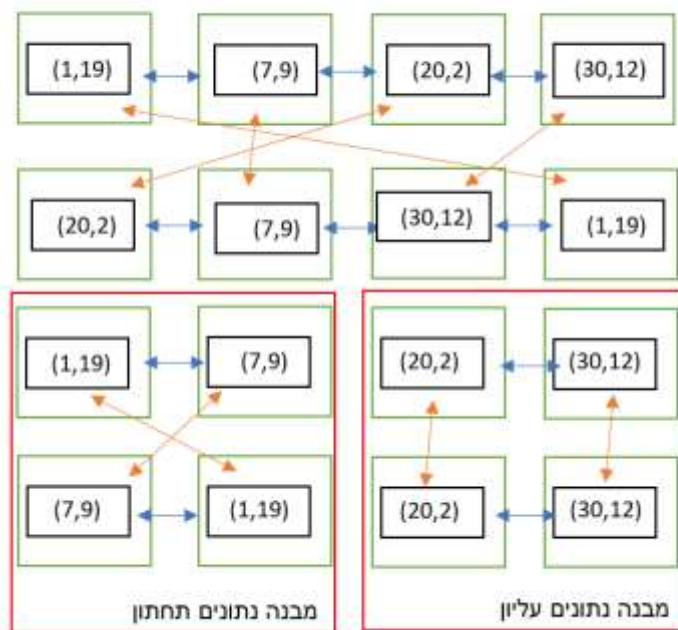 (1,19) (7,9) (20,2) (30,12)
(20,2) (7,9) (30,12) (1,19)
(1,19) (7,9) (20,2) (30,12)
(7,9) (1,19) (20,2) (30,12)
מבנה נתונים תחתון
מבנה נתונים עליון